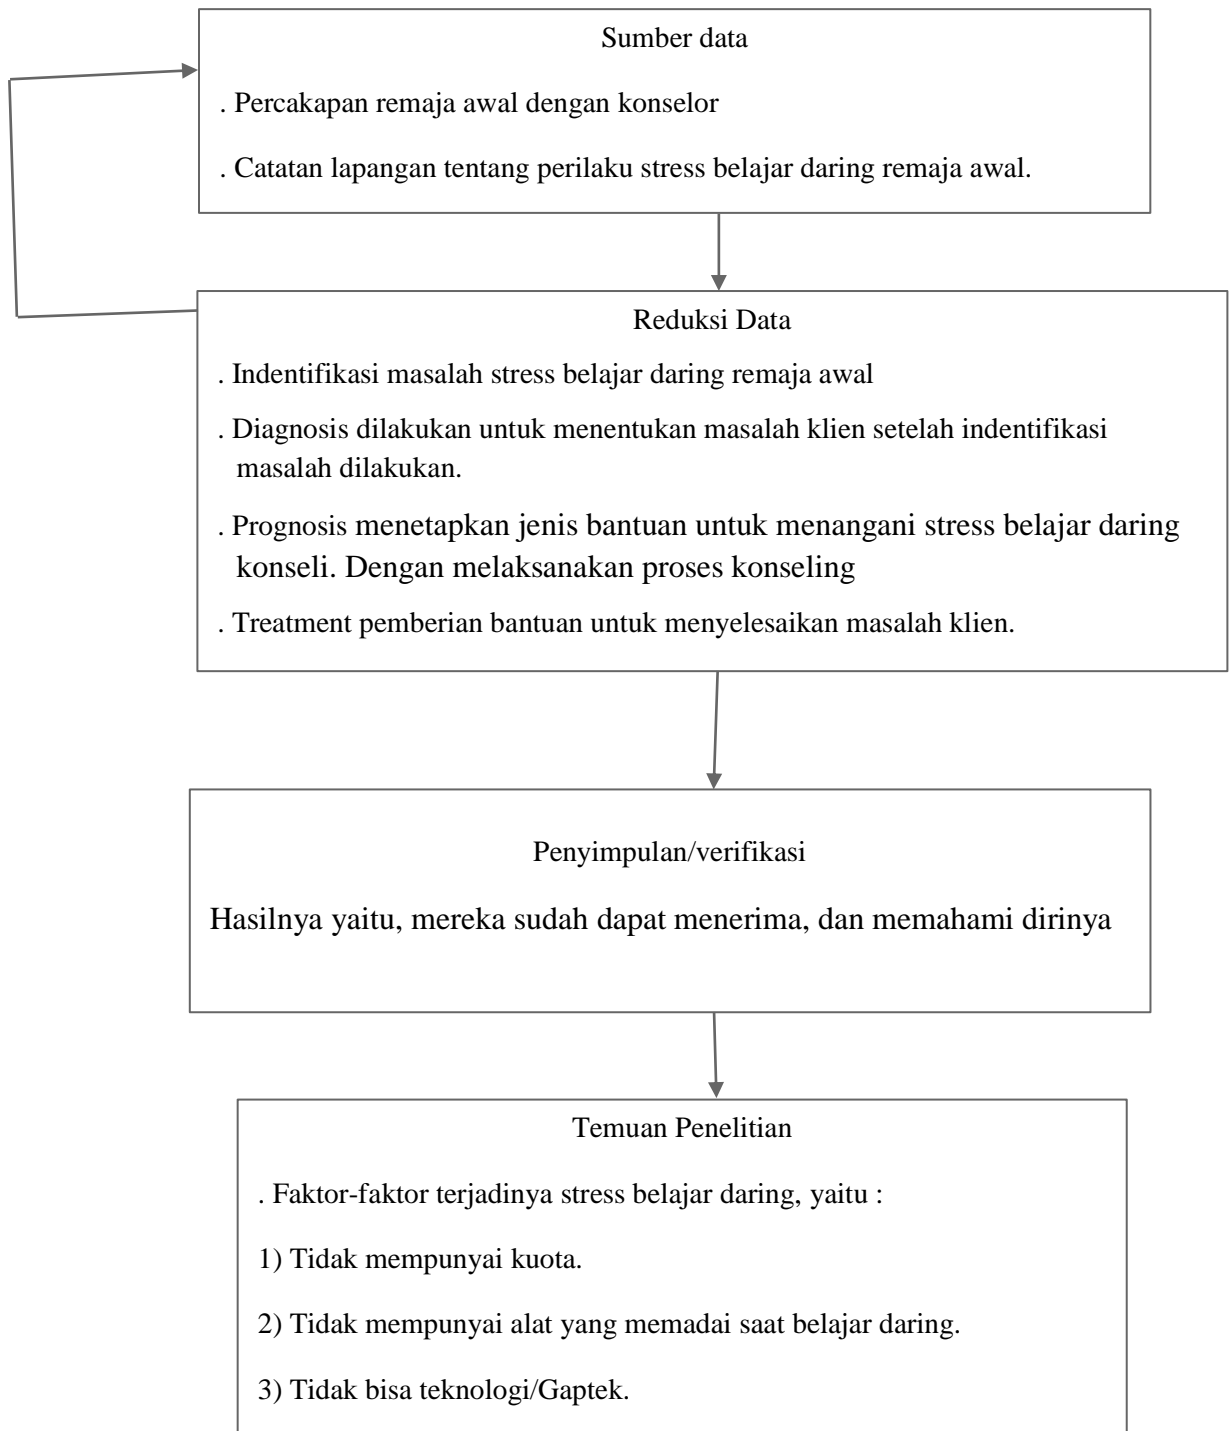 Sumber data
. Percakapan remaja awal dengan konselor
. Catatan lapangan tentang perilaku stress belajar daring remaja awal.
Reduksi Data
. Indentifikasi masalah stress belajar daring remaja awal
. Diagnosis dilakukan untuk menentukan masalah klien setelah indentifikasi
masalah dilakukan.
. Prognosis menetapkan jenis bantuan untuk menangani stress belajar daring
konseli. Dengan melaksanakan proses konseling
. Treatment pemberian bantuan untuk menyelesaikan masalah klien.
Penyimpulan/verifikasi
Hasilnya yaitu, mereka sudah dapat menerima, dan memahami dirinya
Temuan Penelitian
. Faktor-faktor terjadinya stress belajar daring, yaitu :
1) Tidak mempunyai kuota.
2) Tidak mempunyai alat yang memadai saat belajar daring.
3) Tidak bisa teknologi/Gaptek.